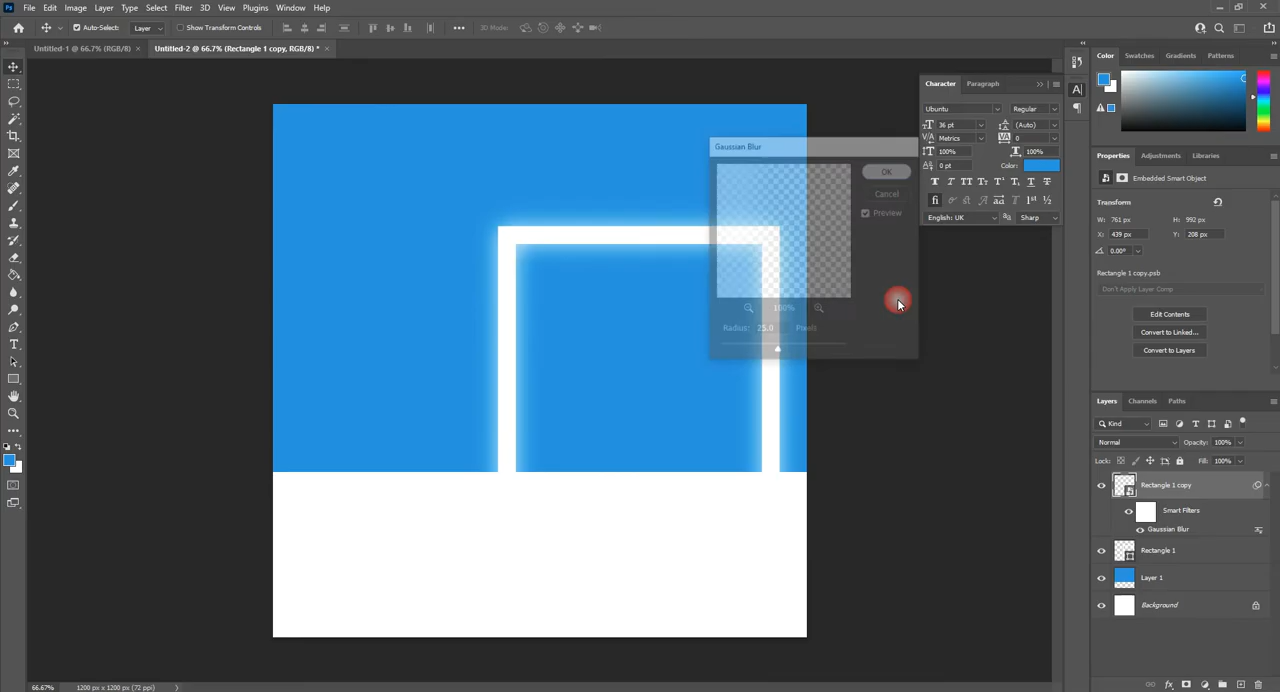 File Edit Image Layer Type Select Filter 3D View Plugins Window Help
Auto-Select: Layer Show Transform Controls 3D Mode:
Untitled-1 @ 66.7% (RGB/8) × Untitled-2 @ 66.7% (Rectangle 1 copy, RGB/8) * ×
Gaussian Blur
OK
Cancel
Preview
100%
Radius: 25.0 Pixels
Character Paragraph
Ubuntu Regular
36 pt (Auto)
Metrics 0
100% 100%
0 pt Color:
English: UK Sharp
Color Swatches Gradients Patterns
Properties Adjustments Libraries
Embedded Smart Object
Transform
W: 761 px H: 992 px
X: 439 px Y: 208 px
0.00°
Rectangle 1 copy.psb
Don't Apply Layer Comp
Edit Contents
Convert to Linked...
Convert to Layers
Layers Channels Paths
Kind
Normal Opacity: 100%
Lock: Fill: 100%
Rectangle 1 copy
Smart Filters
Gaussian Blur
Rectangle 1
Layer 1
Background
66.67% 1200 px x 1200 px (72 ppi)